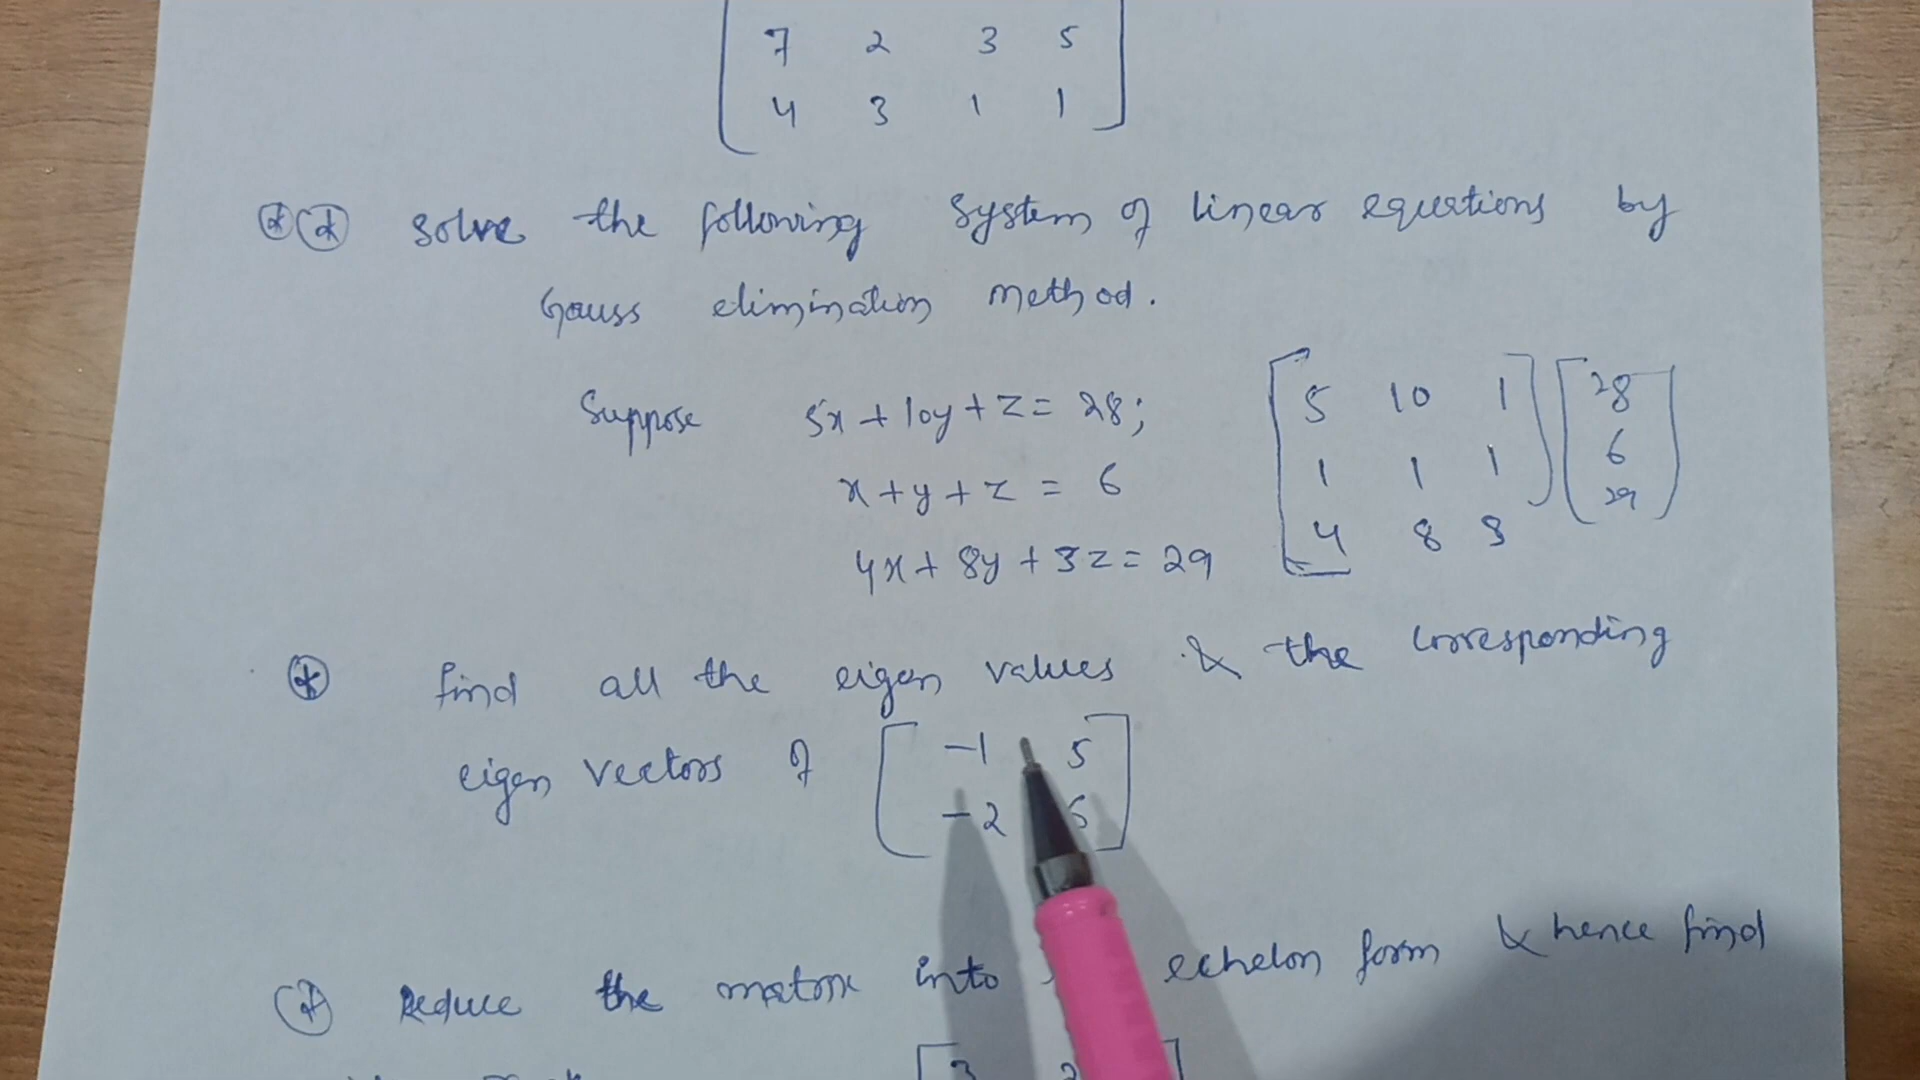 7 2 3 5
4 3 1 1
** solve the following system of linear equations by
Gauss elimination method.
Suppose 5x + 10y + z = 28;
x + y + z = 6
4x + 8y + 3z = 29
5 10 1 28
1 1 1 6
4 8 3 29
* find all the eigen values & the corresponding
eigen vectors of
-1 5
-2
* Reduce the into echelon form & hence find
3 2